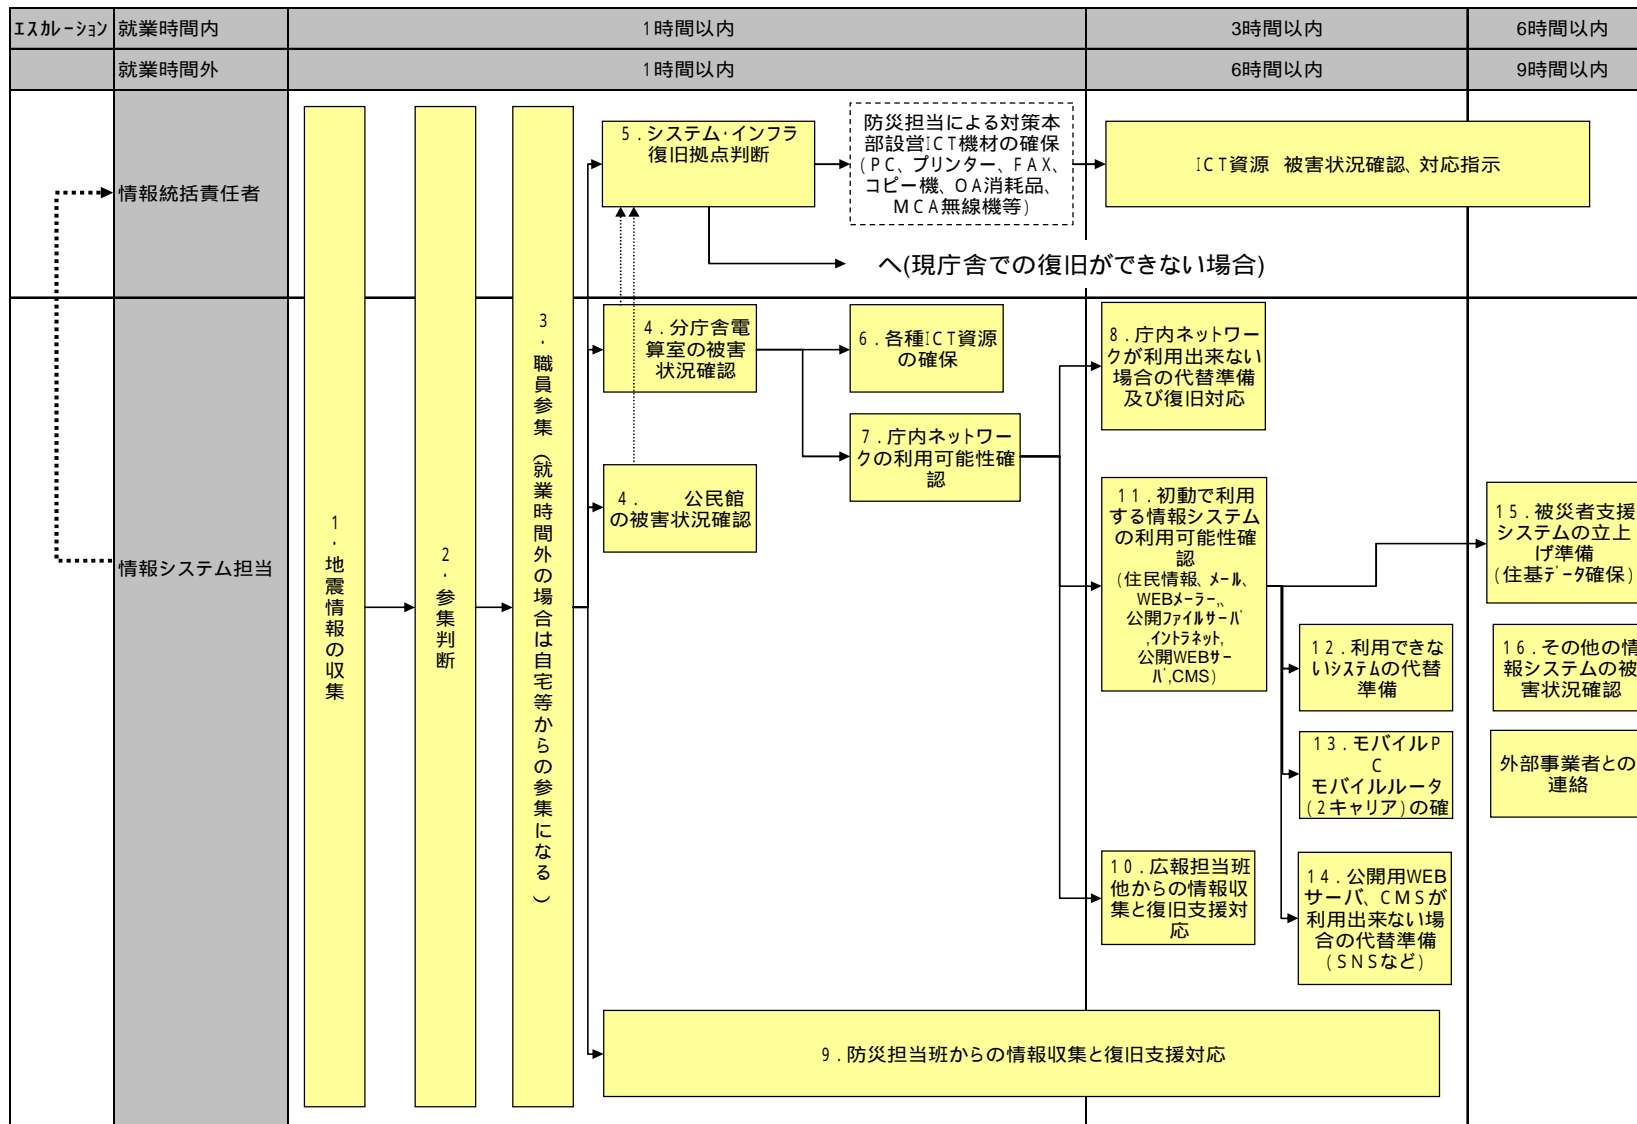 エスカレーション 就業時間内 1時間以内 3時間以内 6時間以内
就業時間外 1時間以内 6時間以内 9時間以内
情報統括責任者
情報システム担当
1．地震情報の収集
2．参集判断
3．職員参集（就業時間外の場合は自宅等からの参集になる）
5．システム・インフラ
復旧拠点判断
防災担当による対策本
部設営ICT機材の確保
(PC、プリンター、FAX、
コピー機、OA消耗品、
MCA無線機等)
ICT資源 被害状況確認、対応指示
へ(現庁舎での復旧ができない場合)
4．分庁舎電
算室の被害
状況確認
4． 公民館
の被害状況確認
6．各種ICT資源
の確保
7．庁内ネットワー
クの利用可能性確
認
8．庁内ネットワー
クが利用出来ない
場合の代替準備
及び復旧対応
11．初動で利用
する情報システム
の利用可能性確
認
(住民情報、メール、
WEBメーラー、
公開ファイルサーバ
,イントラネット,
公開WEBサー
バ,CMS)
10．広報担当班
他からの情報収
集と復旧支援対
応
12．利用できな
いシステムの代替
準備
13．モバイルP
C
モバイルルータ
(2キャリア)の確
14．公開用WEB
サーバ、CMSが
利用出来ない場
合の代替準備
(SNSなど)
15．被災者支援
システムの立上
げ準備
(住基データ確保)
16．その他の情
報システムの被
害状況確認
外部事業者との
連絡
9．防災担当班からの情報収集と復旧支援対応